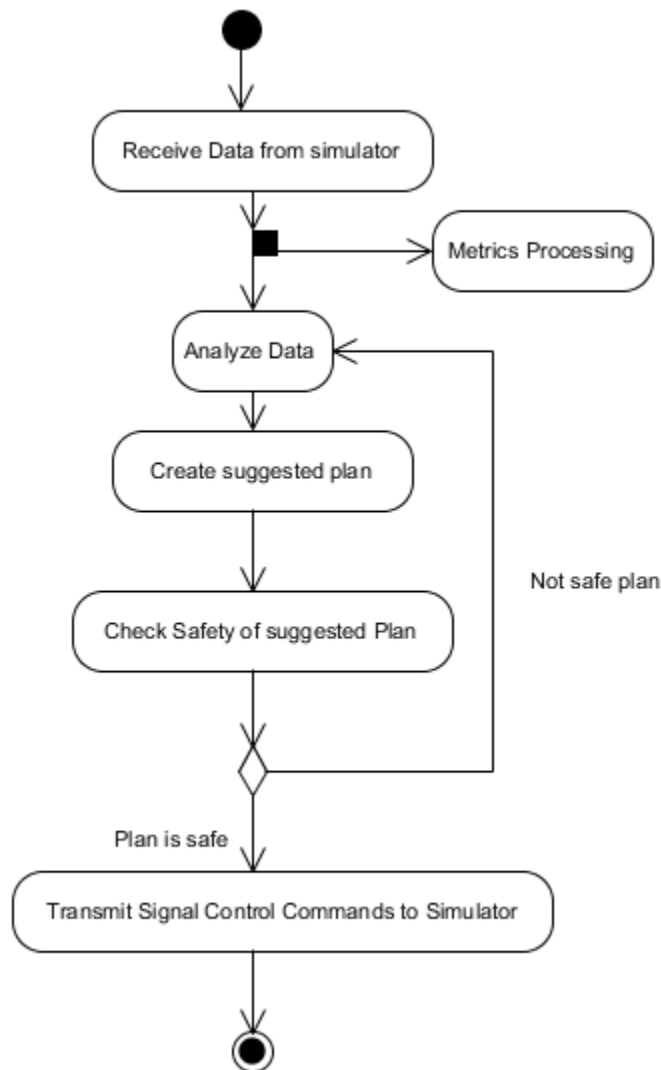 Receive Data from simulator
Metrics Processing
Analyze Data
Create suggested plan
Not safe plan
Check Safety of suggested Plan
Plan is safe
Transmit Signal Control Commands to Simulator